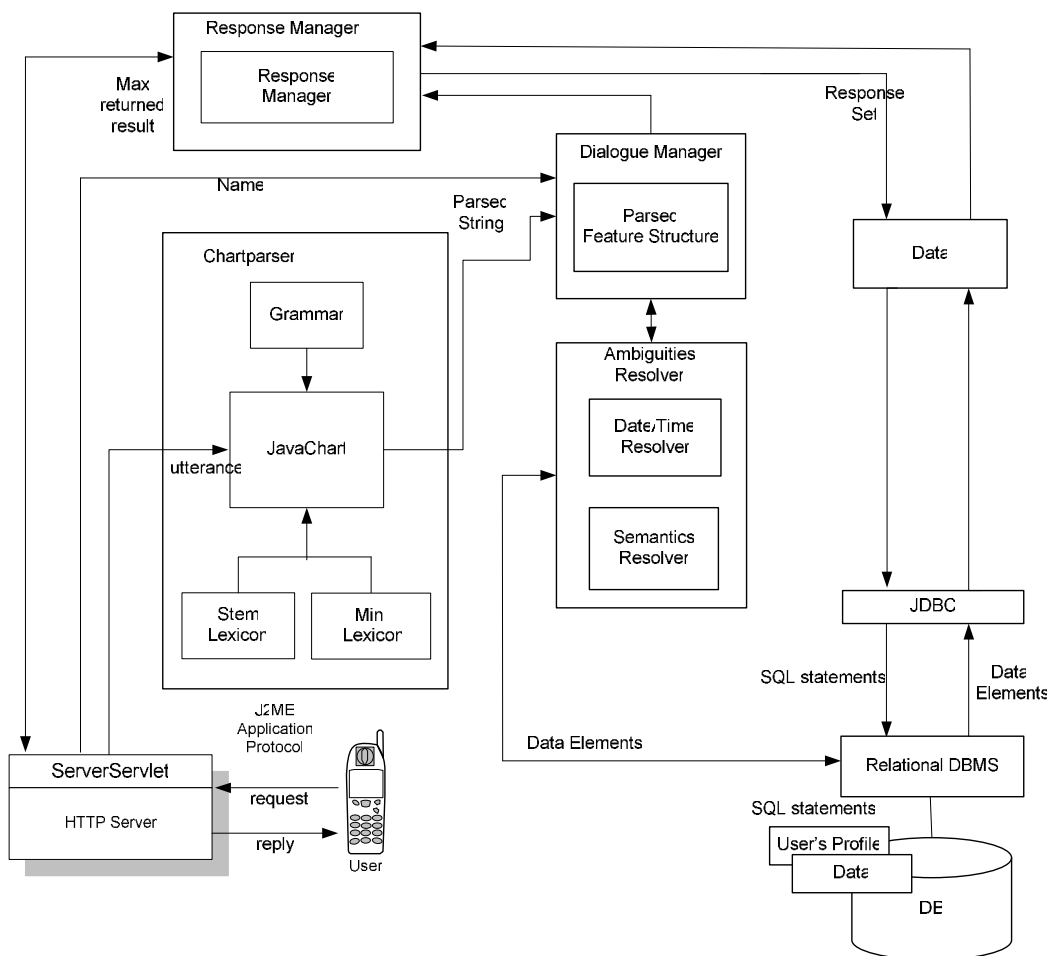 Response Manager
Response
Manager
Max
returned
result
Response
Set
Dialogue Manager
Name
Parsed
String
Parsed
Feature Structure
Data
Chartparser
Grammar
Ambiguities
Resolver
JavaChart
utterance
Date/Time
Resolver
Semantics
Resolver
Stem
Lexicon
Min
Lexicon
JDBC
SQL statements
Data
Elements
J2ME
Application
Protocol
Data Elements
Relational DBMS
ServerServlet
HTTP Server
request
reply
User
SQL statements
User's Profile
Data
DB